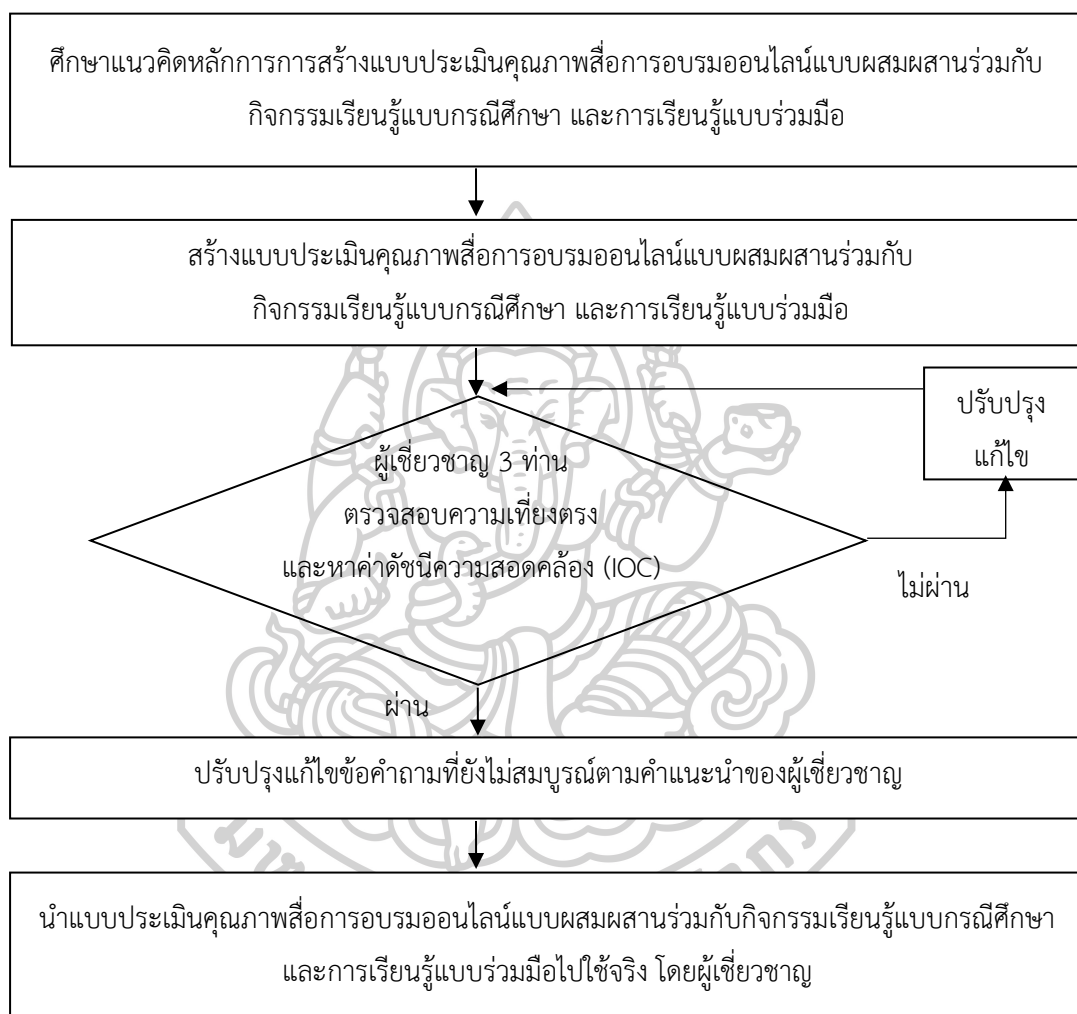 ศึกษาแนวคิดหลักการการสร้างแบบประเมินคุณภาพสื่อการอบรมออนไลน์แบบผสมผสานร่วมกับ
กิจกรรมเรียนรู้แบบกรณีศึกษา และการเรียนรู้แบบร่วมมือ
สร้างแบบประเมินคุณภาพสื่อการอบรมออนไลน์แบบผสมผสานร่วมกับ
กิจกรรมเรียนรู้แบบกรณีศึกษา และการเรียนรู้แบบร่วมมือ
ปรับปรุง
แก้ไข
ผู้เชี่ยวชาญ 3 ท่าน
ตรวจสอบความเที่ยงตรง
และหาค่าดัชนีความสอดคล้อง (IOC)
ไม่ผ่าน
ผ่าน
ปรับปรุงแก้ไขข้อคำถามที่ยังไม่สมบูรณ์ตามคำแนะนำของผู้เชี่ยวชาญ
นำแบบประเมินคุณภาพสื่อการอบรมออนไลน์แบบผสมผสานร่วมกับกิจกรรมเรียนรู้แบบกรณีศึกษา
และการเรียนรู้แบบร่วมมือไปใช้จริง โดยผู้เชี่ยวชาญ